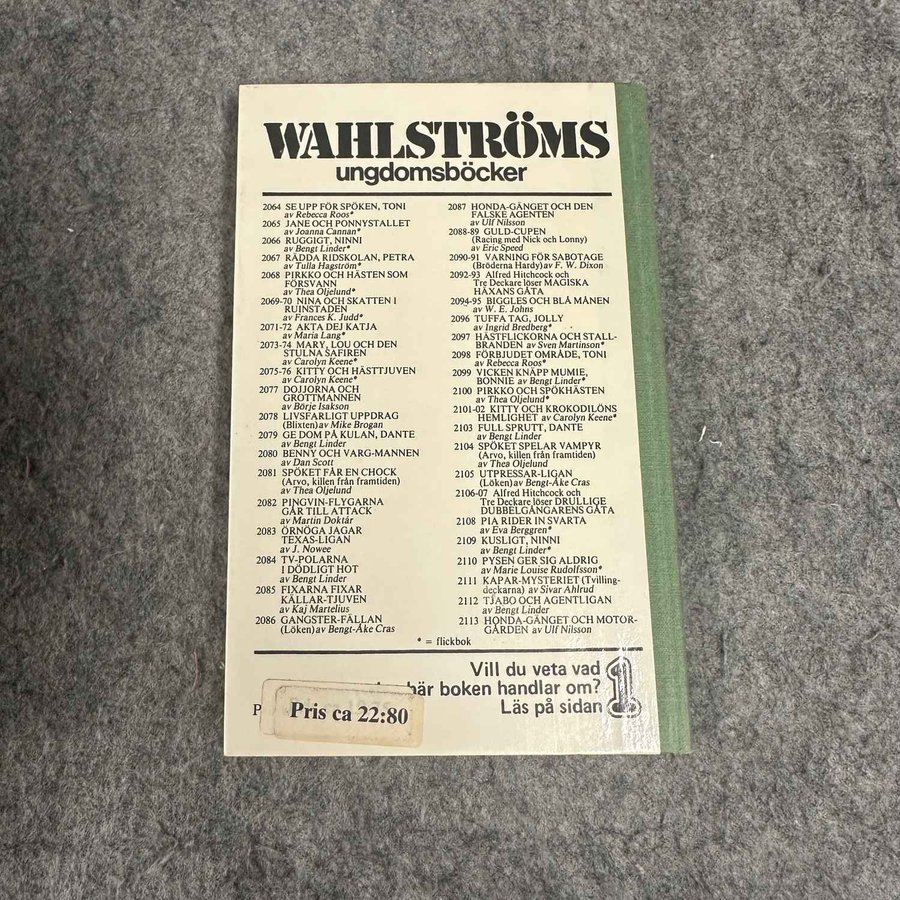 WAHLSTRÖMS
ungdomsböcker
2064 SE UPP FÖR SPÖKEN, TONI
av Rebecca Roos*
2065 JANE OCH PONNYSTALLET
av Joanna Cannan*
2066 RUGGIGT, NINNI
av Bengt Linder*
2067 RÄDDA RIDSKOLAN, PETRA
av Tulla Hagström*
2068 PIRKKO OCH HÄSTEN SOM
FÖRSVANN
av Thea Oljelund*
2069-70 NINA OCH SKATTEN I
RUINSTADEN
av Frances K. Judd*
2071-72 AKTA DEJ KATJA
av Maria Lang*
2073-74 MARY, LOU OCH DEN
STULNA SAFIREN
av Carolyn Keene*
2075-76 KITTY OCH HÄSTTJUVEN
av Carolyn Keene*
2077 DOJJORNA OCH
GROTTMANNEN
av Börje Isakson
2078 LIVSFARLIGT UPPDRAG
(Blixten) av Mike Brogan
2079 GE DOM PÅ KULAN, DANTE
av Bengt Linder
2080 BENNY OCH VARG-MANNEN
av Dan Scott
2081 SPÖKET FÅR EN CHOCK
(Arvo, killen från framtiden)
av Thea Oljelund
2082 PINGVIN-FLYGARNA
GÅR TILL ATTACK
av Martin Doktár
2083 ÖRNÖGA JAGAR
TEXAS-LIGAN
av J. Nowee
2084 TV-POLARNA
I DÖDLIGT HOT
av Bengt Linder
2085 FIXARNA FIXAR
KÄLLAR-TJUVEN
av Kaj Martelius
2086 GANGSTER-FÄLLAN
(Löken) av Bengt-Åke Cras
2087 HONDA-GÄNGET OCH DEN
FALSKE AGENTEN
av Ulf Nilsson
2088-89 GULD-CUPEN
(Racing med Nick och Lonny)
av Eric Speed
2090-91 VARNING FÖR SABOTAGE
(Bröderna Hardy) av F. W. Dixon
2092-93 Alfred Hitchcock och
Tre Deckare löser MAGISKA
HÄXANS GÅTA
2094-95 BIGGLES OCH BLÅ MÅNEN
av W. E. Johns
2096 TUFFA TAG, JOLLY
av Ingrid Bredberg*
2097 HÄSTFLICKORNA OCH STALL-
BRANDEN av Sven Martinson*
2098 FÖRBJUDET OMRÅDE, TONI
av Rebecca Roos*
2099 VICKEN KNÄPP MUMIE,
BONNIE av Bengt Linder*
2100 PIRKKO OCH SPÖKHÄSTEN
av Thea Oljelund*
2101-02 KITTY OCH KROKODILÖNS
HEMLIGHET av Carolyn Keene*
2103 FULL SPRUTT, DANTE
av Bengt Linder
2104 SPÖKET SPELAR VAMPYR
(Arvo, killen från framtiden)
av Thea Oljelund
2105 UTPRESSAR-LIGAN
(Löken) av Bengt-Åke Cras
2106-07 Alfred Hitchcock och
Tre Deckare löser DRULLIGE
DUBBELGÅNGARENS GÅTA
2108 PIA RIDER IN SVARTA
av Eva Berggren*
2109 KUSLIGT, NINNI
av Bengt Linder*
2110 PYSEN GER SIG ALDRIG
av Marie Louise Rudolfsson*
2111 KAPAR-MYSTERIET (Tvilling-
deckarna) av Sivar Ahlrud
2112 TJABO OCH AGENTLIGAN
av Bengt Linder
2113 HONDA-GÄNGET OCH MOTOR-
GÅRDEN av Ulf Nilsson
* = flickbok
Vill du veta vad
här boken handlar om?
Läs på sidan 1
P
Pris ca 22:80